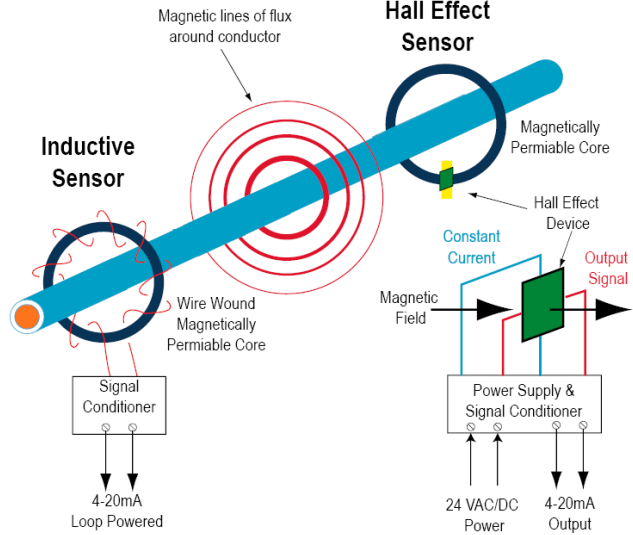 Magnetic lines of flux
around conductor
Hall Effect
Sensor
Inductive
Sensor
Magnetically
Permiable Core
Hall Effect
Device
Constant
Current
Output
Signal
Magnetic
Field
Wire Wound
Magnetically
Permiable Core
Signal
Conditioner
Power Supply &
Signal Conditioner
4-20mA
Loop Powered
24 VAC/DC
Power
4-20mA
Output